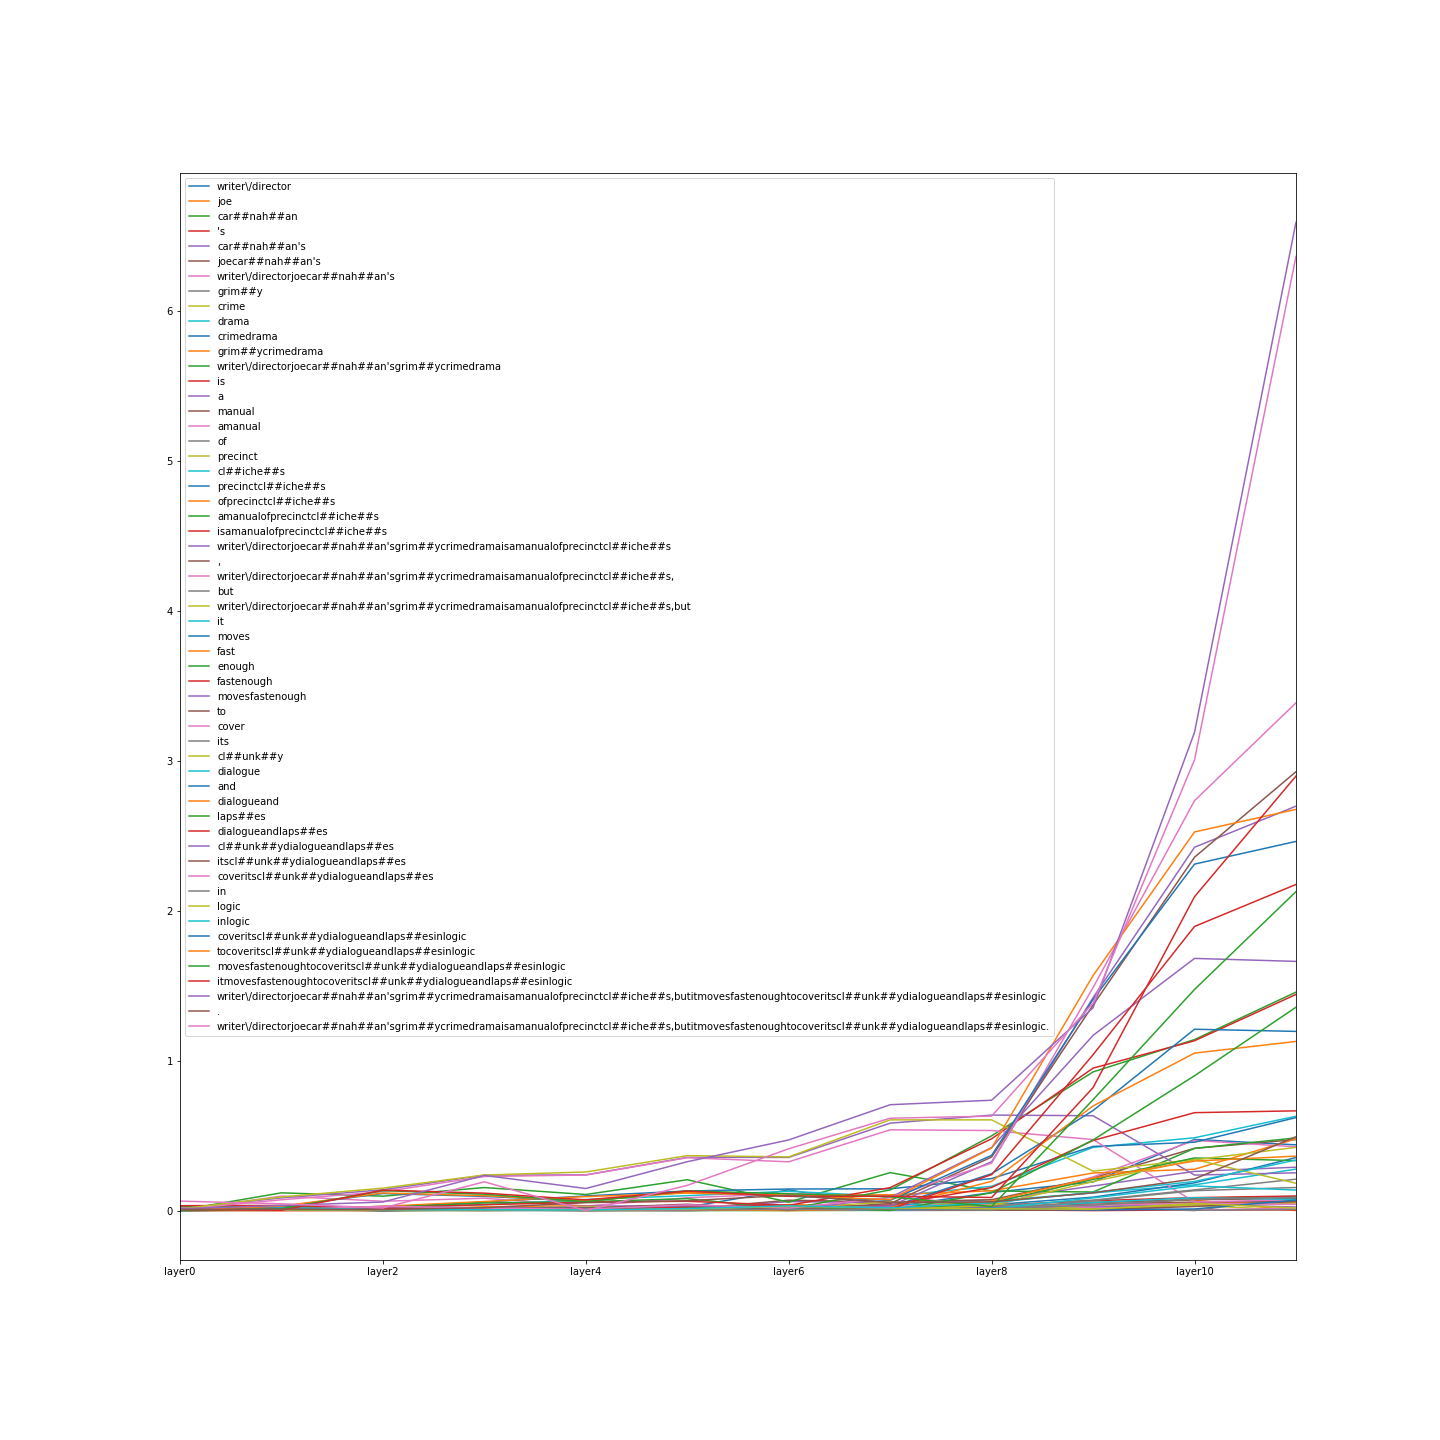 writer\/director
joe
car##nah##an
's
car##nah##an's
joecar##nah##an's
writer\/directorjoecar##nah##an's
grim##y
crime
drama
crimedrama
grim##ycrimedrama
writer\/directorjoecar##nah##an'sgrim##ycrimedrama
is
a
manual
amanual
of
precinct
cl##iche##s
precinctcl##iche##s
ofprecinctcl##iche##s
amanualofprecinctcl##iche##s
isamanualofprecinctcl##iche##s
writer\/directorjoecar##nah##an'sgrim##ycrimedramaisamanualofprecinctcl##iche##s
,
writer\/directorjoecar##nah##an'sgrim##ycrimedramaisamanualofprecinctcl##iche##s,
but
writer\/directorjoecar##nah##an'sgrim##ycrimedramaisamanualofprecinctcl##iche##s,but
it
moves
fast
enough
fastenough
movesfastenough
to
cover
its
cl##unk##y
dialogue
and
dialogueand
laps##es
dialogueandlaps##es
cl##unk##ydialogueandlaps##es
itscl##unk##ydialogueandlaps##es
coveritscl##unk##ydialogueandlaps##es
in
logic
inlogic
coveritscl##unk##ydialogueandlaps##esinlogic
tocoveritscl##unk##ydialogueandlaps##esinlogic
movesfastenoughtocoveritscl##unk##ydialogueandlaps##esinlogic
itmovesfastenoughtocoveritscl##unk##ydialogueandlaps##esinlogic
writer\/directorjoecar##nah##an'sgrim##ycrimedramaisamanualofprecinctcl##iche##s,butitmovesfastenoughtocoveritscl##unk##ydialogueandlaps##esinlogic
.
writer\/directorjoecar##nah##an'sgrim##ycrimedramaisamanualofprecinctcl##iche##s,butitmovesfastenoughtocoveritscl##unk##ydialogueandlaps##esinlogic.
6
5
4
3
2
1
0
layer0 layer2 layer4 layer6 layer8 layer10